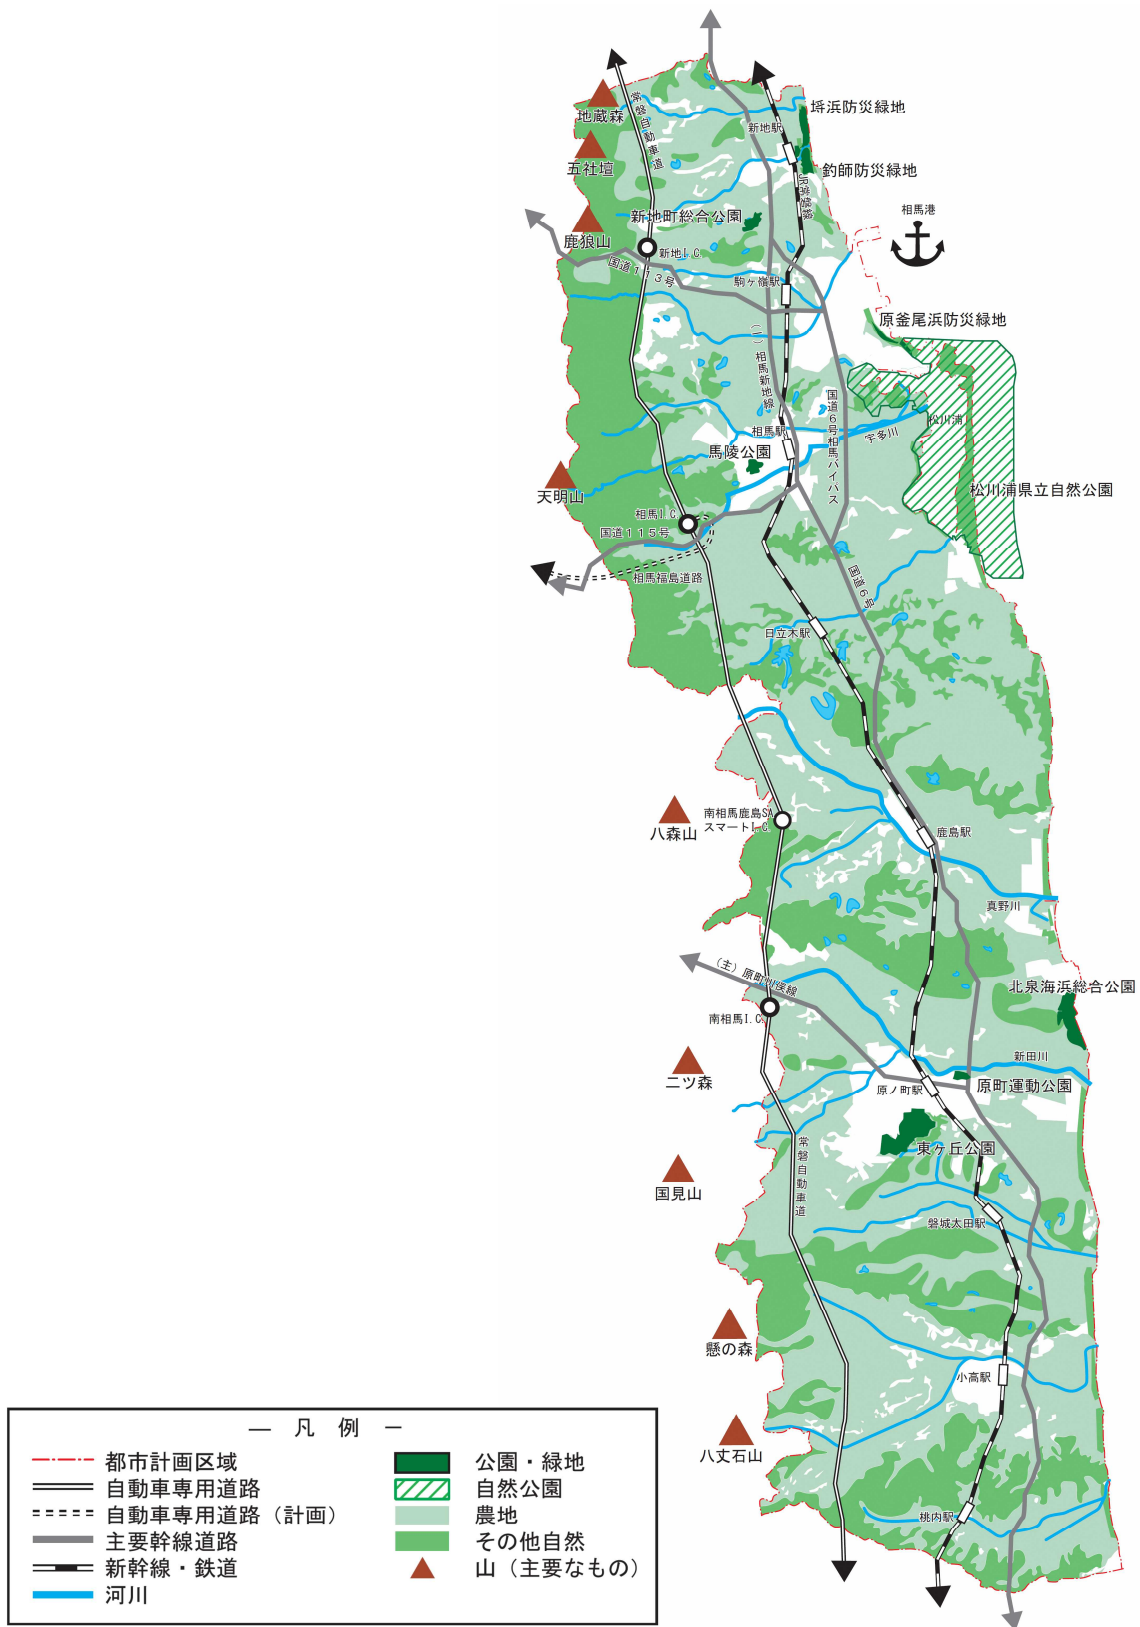 常磐自動車道
地蔵森
埓浜防災緑地
新地駅
五社壇
釣師防災緑地
JR常磐線
新地町総合公園
相馬港
鹿狼山
新地I.C.
国道113号
駒ヶ嶺駅
原釜尾浜防災緑地
(一)相馬新地線
国道6号相馬バイパス
松川浦
相馬駅
宇多川
馬陵公園
天明山
松川浦県立自然公園
相馬I.C.
国道115号
相馬福島道路
国道6号
日立木駅
南相馬鹿島SA
スマートI.C.
八森山
鹿島駅
真野川
(主)原町川俣線
北泉海浜総合公園
南相馬I.C.
新田川
二ツ森
原ノ町駅
原町運動公園
東ヶ丘公園
常磐自動車道
国見山
磐城太田駅
懸の森
小高駅
八丈石山
桃内駅
― 凡 例 ―
都市計画区域
自動車専用道路
自動車専用道路(計画)
主要幹線道路
新幹線・鉄道
河川
公園・緑地
自然公園
農地
その他自然
山(主要なもの)